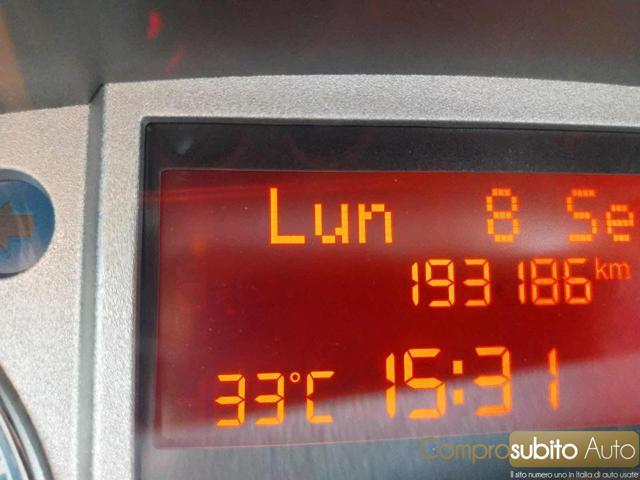 Lun 8 Se
193186 km
33°C 15:31
Comprosubito Auto
Il sito numero uno in Italia di auto usate